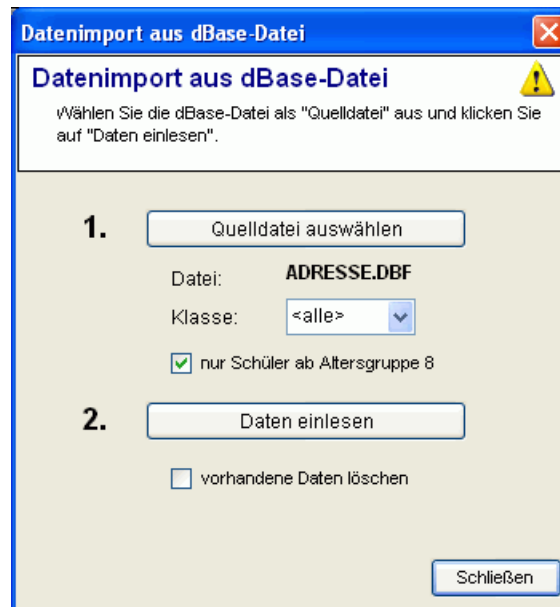 Datenimport aus dBase-Datei
Datenimport aus dBase-Datei
Wählen Sie die dBase-Datei als "Quelldatei" aus und klicken Sie
auf "Daten einlesen".
1. Quelldatei auswählen
Datei: ADRESSE.DBF
Klasse: <alle>
nur Schüler ab Altersgruppe 8
2. Daten einlesen
vorhandene Daten löschen
Schließen